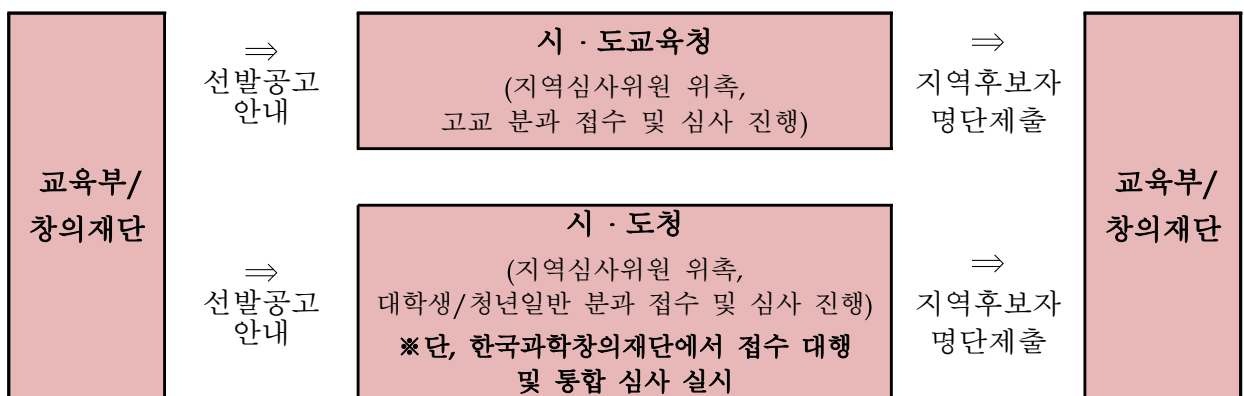 교육부/
창의재단
⇒
선발공고
안내
시 · 도교육청
(지역심사위원 위촉,
고교 분과 접수 및 심사 진행)
⇒
지역후보자
명단제출
⇒
선발공고
안내
시 · 도청
(지역심사위원 위촉,
대학생/청년일반 분과 접수 및 심사 진행)
※단, 한국과학창의재단에서 접수 대행
및 통합 심사 실시
⇒
지역후보자
명단제출
교육부/
창의재단